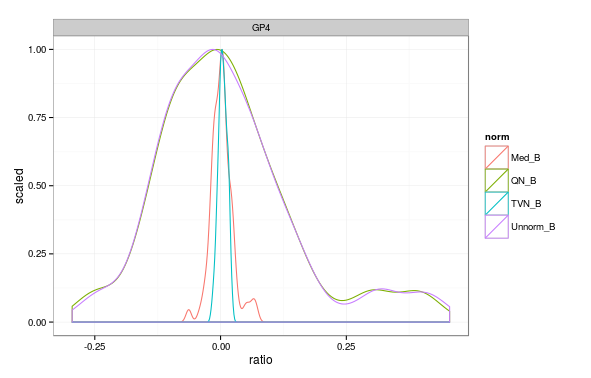 GP4
1.00
0.75
0.50
0.25
0.00
scaled
-0.25
0.00
0.25
ratio
norm
Med_B
QN_B
TVN_B
Unnorm_B